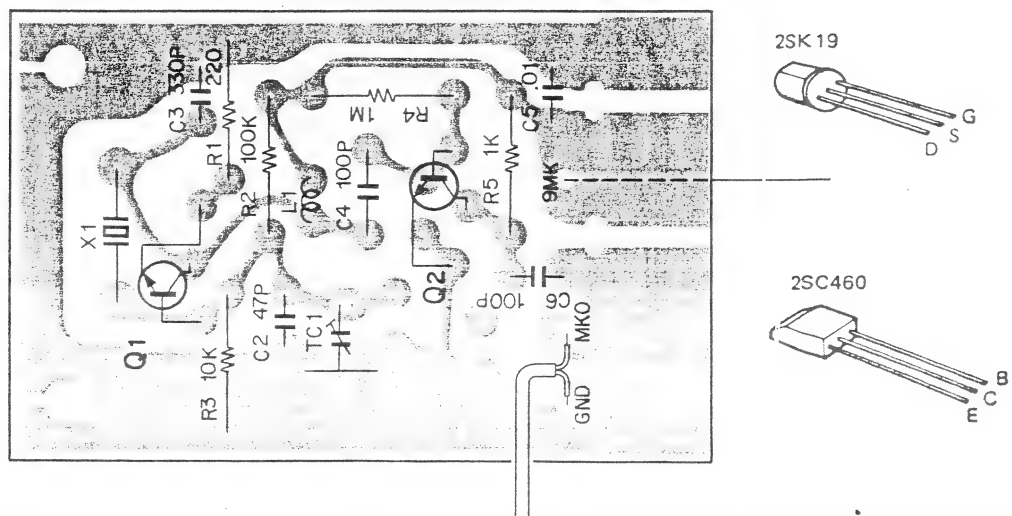 C3 330P
220
R1
100K
R2
L1
C4 100P
1M
R4
1K
R5
C5 .01
9MK
X1
Q1
Q2
R3 10K
C2 47P
TC1
100P
C6
MKO
GND
2SK19
G
S
D
2SC460
B
C
E